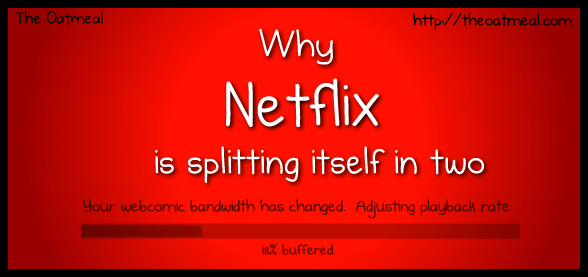 The Oatmeal
http://theoatmeal.com
Why
Netflix
is splitting itself in two
Your webcomic bandwidth has changed. Adjusting playback rate.
18% buffered